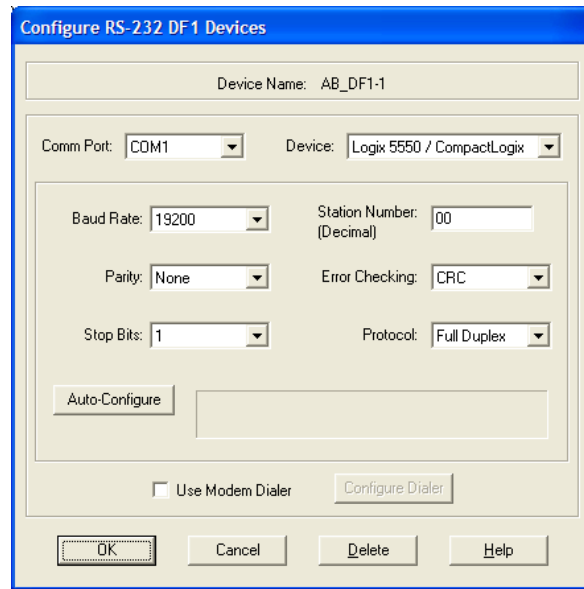 Configure RS-232 DF1 Devices
Device Name: AB_DF1-1
Comm Port: COM1 Device: Logix 5550 / CompactLogix
Baud Rate: 19200 Station Number: 00
(Decimal)
Parity: None Error Checking: CRC
Stop Bits: 1 Protocol: Full Duplex
Auto-Configure
Use Modem Dialer Configure Dialer
OK Cancel Delete Help